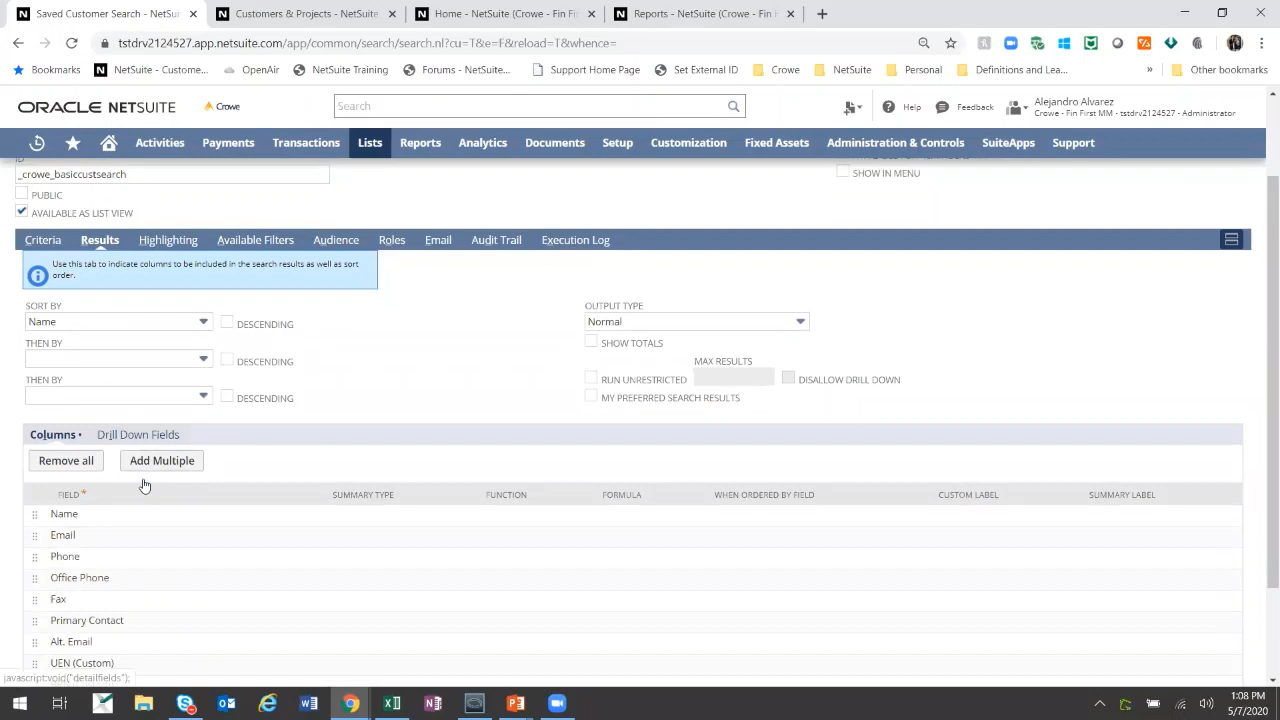 Saved Customer Search - NetSuite
Customers & Projects - NetSuite
Home - NetSuite (Crowe - Fin Fi
Reports - NetSuite (Crowe - Fin F
tstdrv2124527.app.netsuite.com/app/common/search/search.nl?cu=T&e=F&reload=T&whence=
Bookmarks
NetSuite - Custome...
OpenAir
NetSuite Training
Forums - NetSuite...
Support Home Page
Set External ID
Crowe
NetSuite
Personal
Definitions and Lea...
»
Other bookmarks
ORACLE NETSUITE
Crowe
Search
Help
Feedback
Alejandro Alvarez
Crowe - Fin First MM - tstdrv2124527 - Administrator
Activities
Payments
Transactions
Lists
Reports
Analytics
Documents
Setup
Customization
Fixed Assets
SuiteApps
Support
ID
_crowe_basiccustsearch
SHOW IN MENU
PUBLIC
AVAILABLE AS LIST VIEW
Criteria
Results
Highlighting
Available Filters
Audience
Roles
Email
Audit Trail
Execution Log
Use this tab to indicate columns to be included in the search results as well as sort
order.
SORT BY
OUTPUT TYPE
Name
DESCENDING
Normal
THEN BY
SHOW TOTALS
DESCENDING
MAX RESULTS
THEN BY
RUN UNRESTRICTED
DISALLOW DRILL DOWN
DESCENDING
MY PREFERRED SEARCH RESULTS
Columns •
Drill Down Fields
Remove all
Add Multiple
FIELD *
SUMMARY TYPE
FUNCTION
FORMULA
WHEN ORDERED BY FIELD
CUSTOM LABEL
SUMMARY LABEL
Name
Email
Phone
Office Phone
Fax
Primary Contact
Alt. Email
UEN (Custom)
javascript:void("detailfields");
1:08 PM
5/7/2020